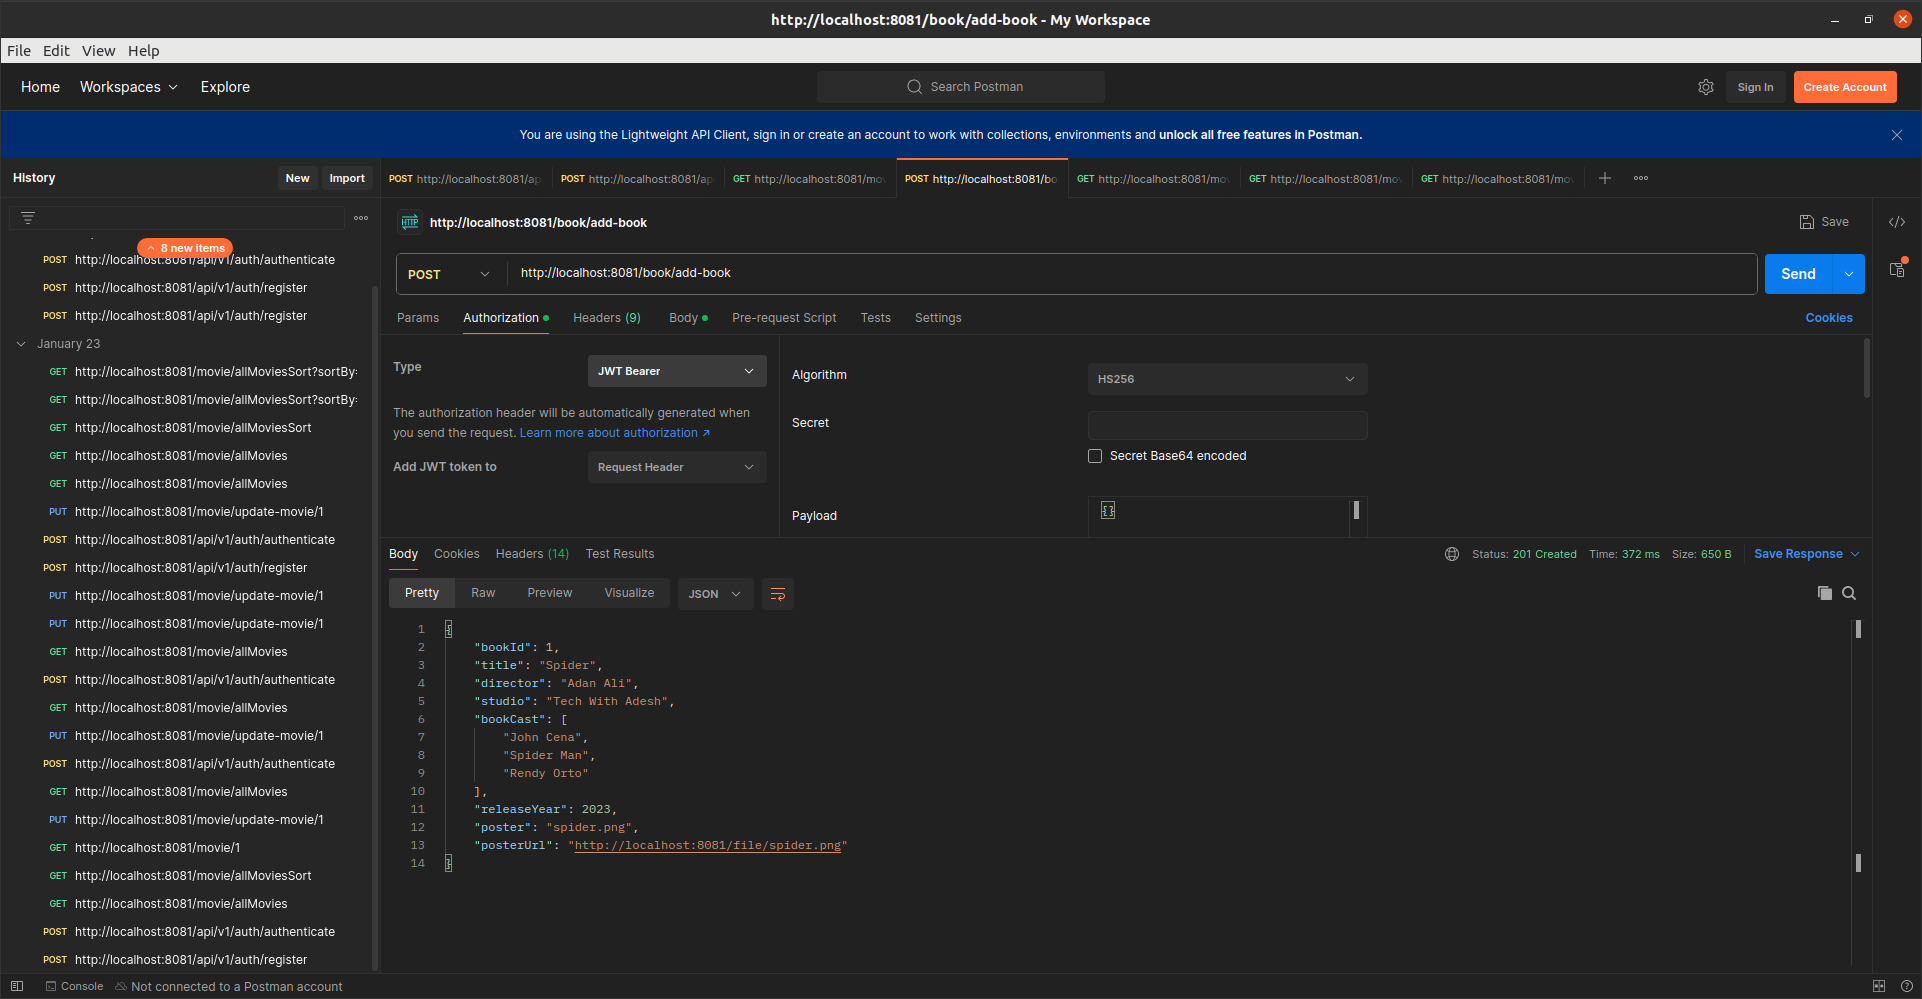 http://localhost:8081/book/add-book - My Workspace
File Edit View Help
Home Workspaces Explore Search Postman Sign In Create Account
You are using the Lightweight API Client, sign in or create an account to work with collections, environments and unlock all free features in Postman.
History New Import
8 new items
POST http://localhost:8081/api/v1/auth/authenticate
POST http://localhost:8081/api/v1/auth/register
POST http://localhost:8081/api/v1/auth/register
January 23
GET http://localhost:8081/movie/allMoviesSort?sortBy:
GET http://localhost:8081/movie/allMoviesSort?sortBy:
GET http://localhost:8081/movie/allMoviesSort
GET http://localhost:8081/movie/allMovies
GET http://localhost:8081/movie/allMovies
PUT http://localhost:8081/movie/update-movie/1
POST http://localhost:8081/api/v1/auth/authenticate
POST http://localhost:8081/api/v1/auth/register
PUT http://localhost:8081/movie/update-movie/1
PUT http://localhost:8081/movie/update-movie/1
GET http://localhost:8081/movie/allMovies
POST http://localhost:8081/api/v1/auth/authenticate
GET http://localhost:8081/movie/allMovies
PUT http://localhost:8081/movie/update-movie/1
POST http://localhost:8081/api/v1/auth/authenticate
GET http://localhost:8081/movie/allMovies
PUT http://localhost:8081/movie/update-movie/1
GET http://localhost:8081/movie/1
GET http://localhost:8081/movie/allMoviesSort
GET http://localhost:8081/movie/allMovies
POST http://localhost:8081/api/v1/auth/authenticate
POST http://localhost:8081/api/v1/auth/register
POST http://localhost:8081/ap POST http://localhost:8081/ap GET http://localhost:8081/mov POST http://localhost:8081/bo GET http://localhost:8081/mov GET http://localhost:8081/mov GET http://localhost:8081/mov
HTTP http://localhost:8081/book/add-book Save </>
POST http://localhost:8081/book/add-book Send
Params Authorization Headers (9) Body Pre-request Script Tests Settings Cookies
Type JWT Bearer
The authorization header will be automatically generated when
you send the request. Learn more about authorization ↗
Add JWT token to Request Header
Algorithm HS256
Secret
Secret Base64 encoded
Payload {}
Body Cookies Headers (14) Test Results Status: 201 Created Time: 372 ms Size: 650 B Save Response
Pretty Raw Preview Visualize JSON
1 {
2 "bookId": 1,
3 "title": "Spider",
4 "director": "Adan Ali",
5 "studio": "Tech With Adesh",
6 "bookCast": [
7 "John Cena",
8 "Spider Man",
9 "Rendy Orto"
10 ],
11 "releaseYear": 2023,
12 "poster": "spider.png",
13 "posterUrl": "http://localhost:8081/file/spider.png"
14 }
Console Not connected to a Postman account